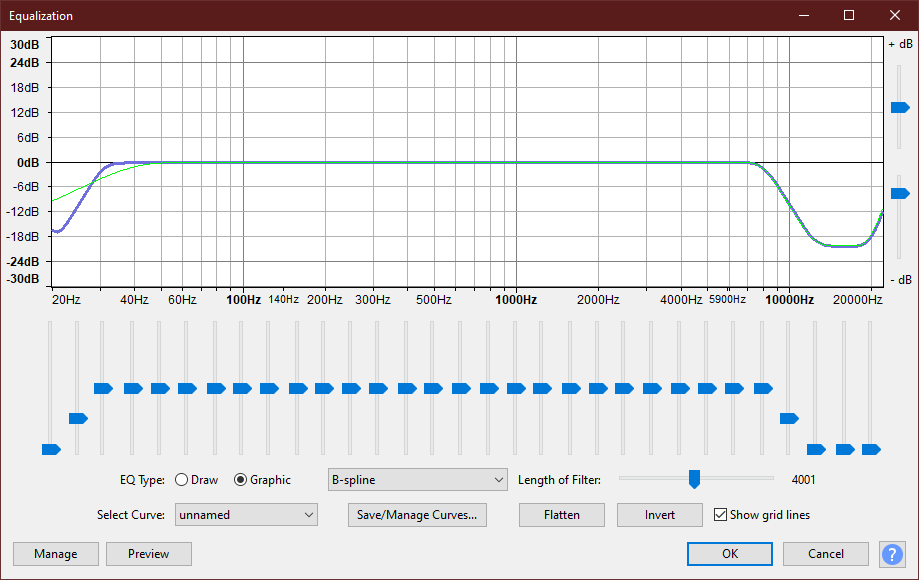 Equalization
+ dB
30dB
24dB
18dB
12dB
6dB
0dB
-6dB
-12dB
-18dB
-24dB
-30dB
- dB
20Hz 40Hz 60Hz 100Hz 140Hz 200Hz 300Hz 500Hz 1000Hz 2000Hz 4000Hz 5900Hz 10000Hz 20000Hz
EQ Type: Draw Graphic B-spline Length of Filter: 4001
Select Curve: unnamed Save/Manage Curves... Flatten Invert Show grid lines
Manage Preview OK Cancel ?